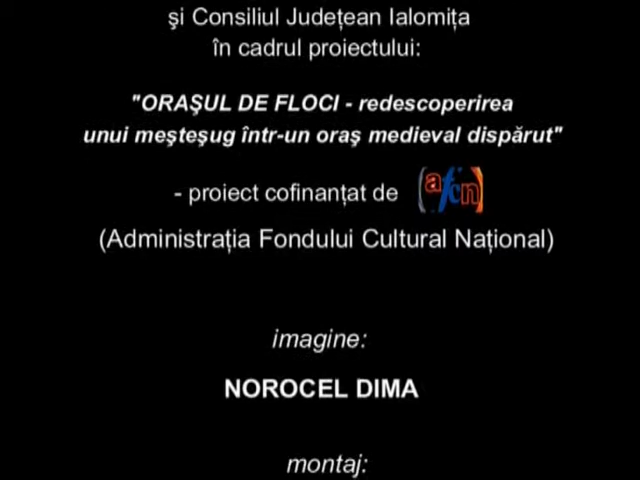 şi Consiliul Judeţean Ialomiţa
în cadrul proiectului:
"ORAŞUL DE FLOCI - redescoperirea
unui meşteşug într-un oraş medieval dispărut"
- proiect cofinanţat de (afcn)
(Administraţia Fondului Cultural Naţional)
imagine:
NOROCEL DIMA
montaj: